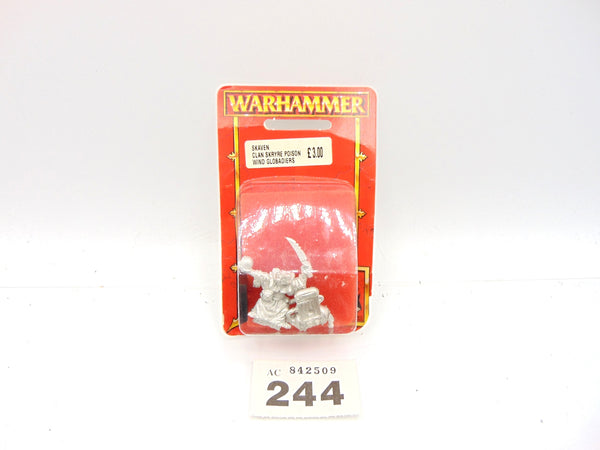 WARHAMMER
SKAVEN
CLAN SKRYRE POISON £3.00
WIND GLOBADIERS
AC 842509
244